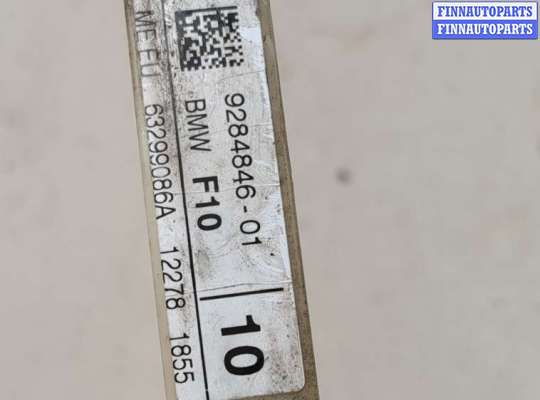 FINNAUTOPARTS
FINNAUTOPARTS
9284846-01
BMW F10
10
ME EU 63299086A 12278 1855